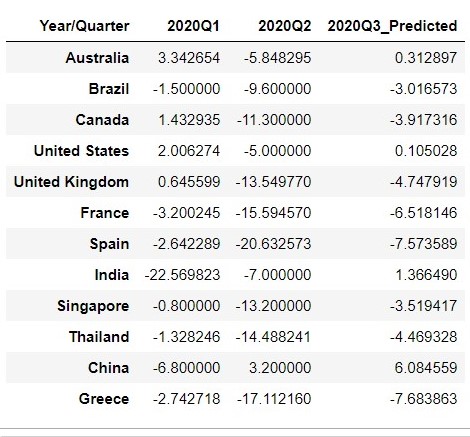 Year/Quarter 2020Q1 2020Q2 2020Q3_Predicted
Australia 3.342654 -5.848295 0.312897
Brazil -1.500000 -9.600000 -3.016573
Canada 1.432935 -11.300000 -3.917316
United States 2.006274 -5.000000 0.105028
United Kingdom 0.645599 -13.549770 -4.747919
France -3.200245 -15.594570 -6.518146
Spain -2.642289 -20.632573 -7.573589
India -22.569823 -7.000000 1.366490
Singapore -0.800000 -13.200000 -3.519417
Thailand -1.328246 -14.488241 -4.469328
China -6.800000 3.200000 6.084559
Greece -2.742718 -17.112160 -7.683863